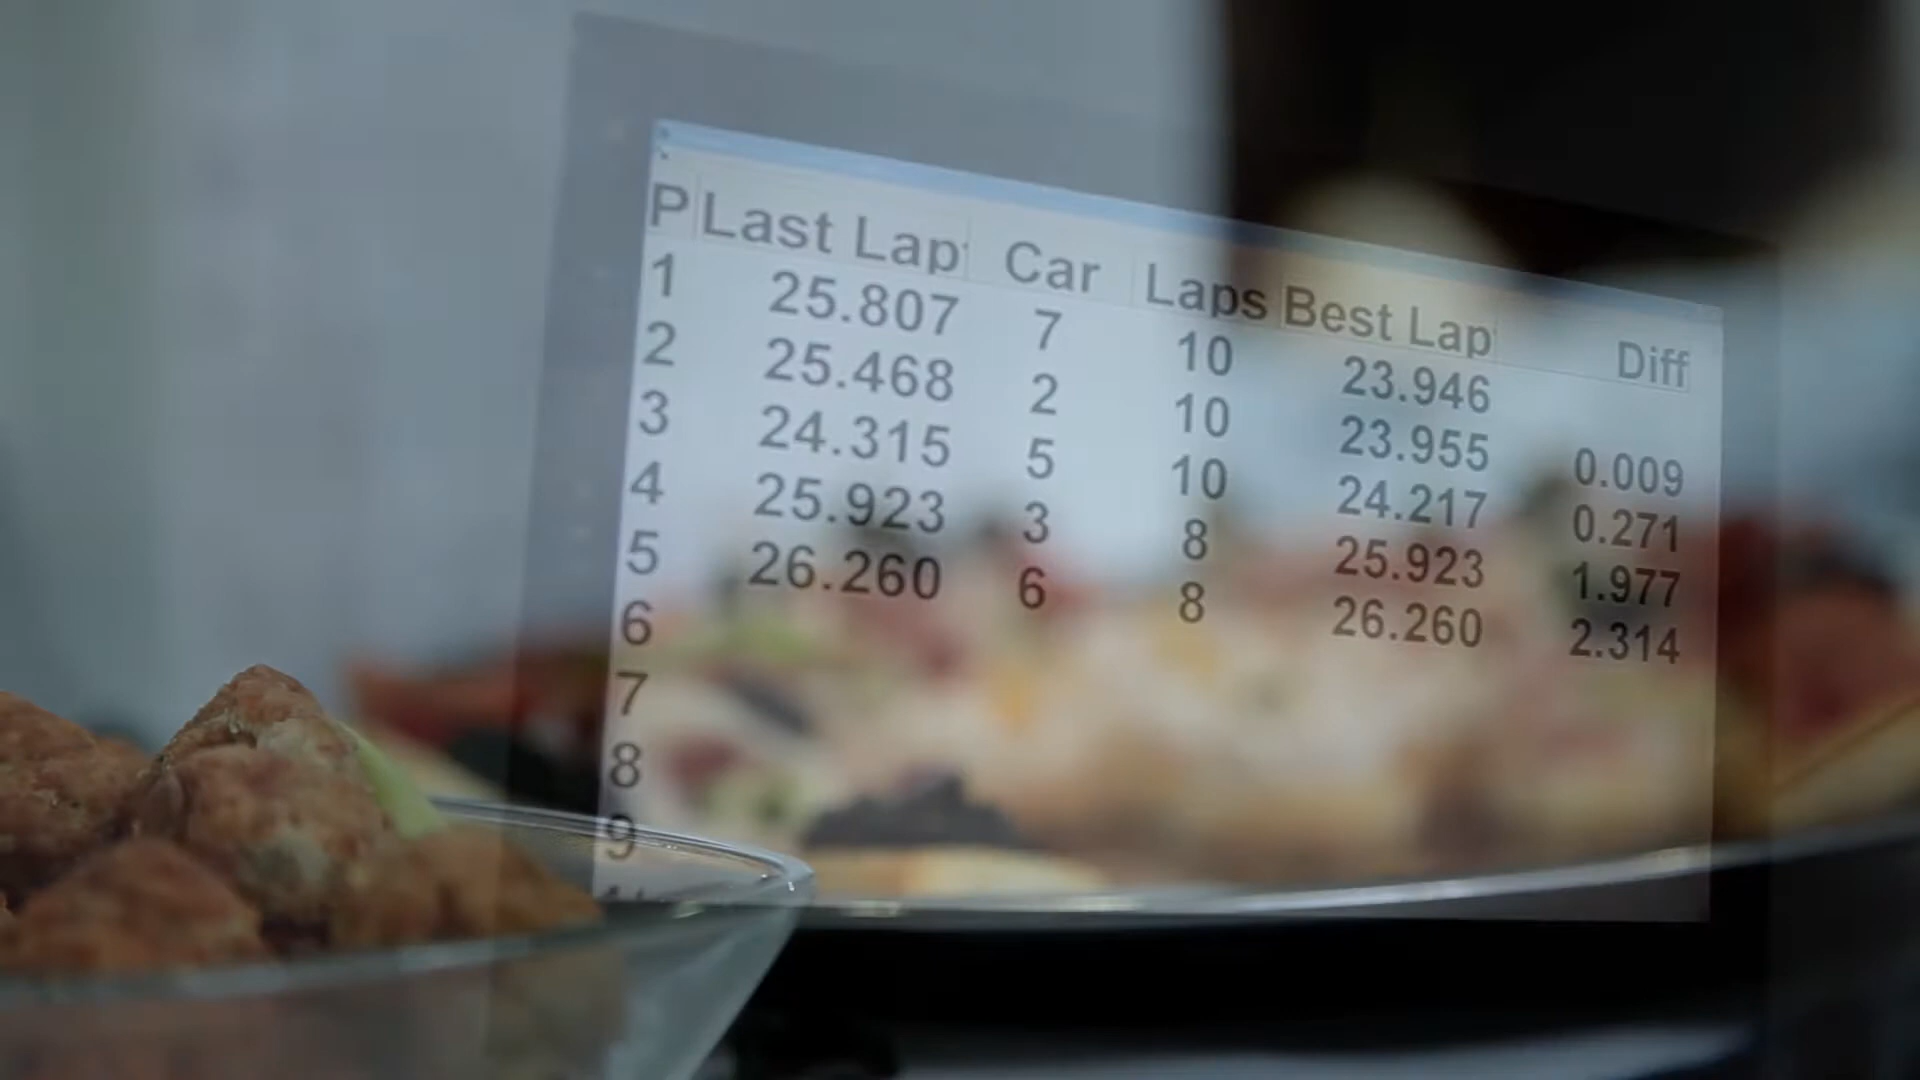 P Last Lap Car Laps Best Lap Diff
1 25.807 7 10 23.946
2 25.468 2 10 23.955 0.009
3 24.315 5 10 24.217 0.271
4 25.923 3 8 25.923 1.977
5 26.260 6 8 26.260 2.314
6
7
8
9